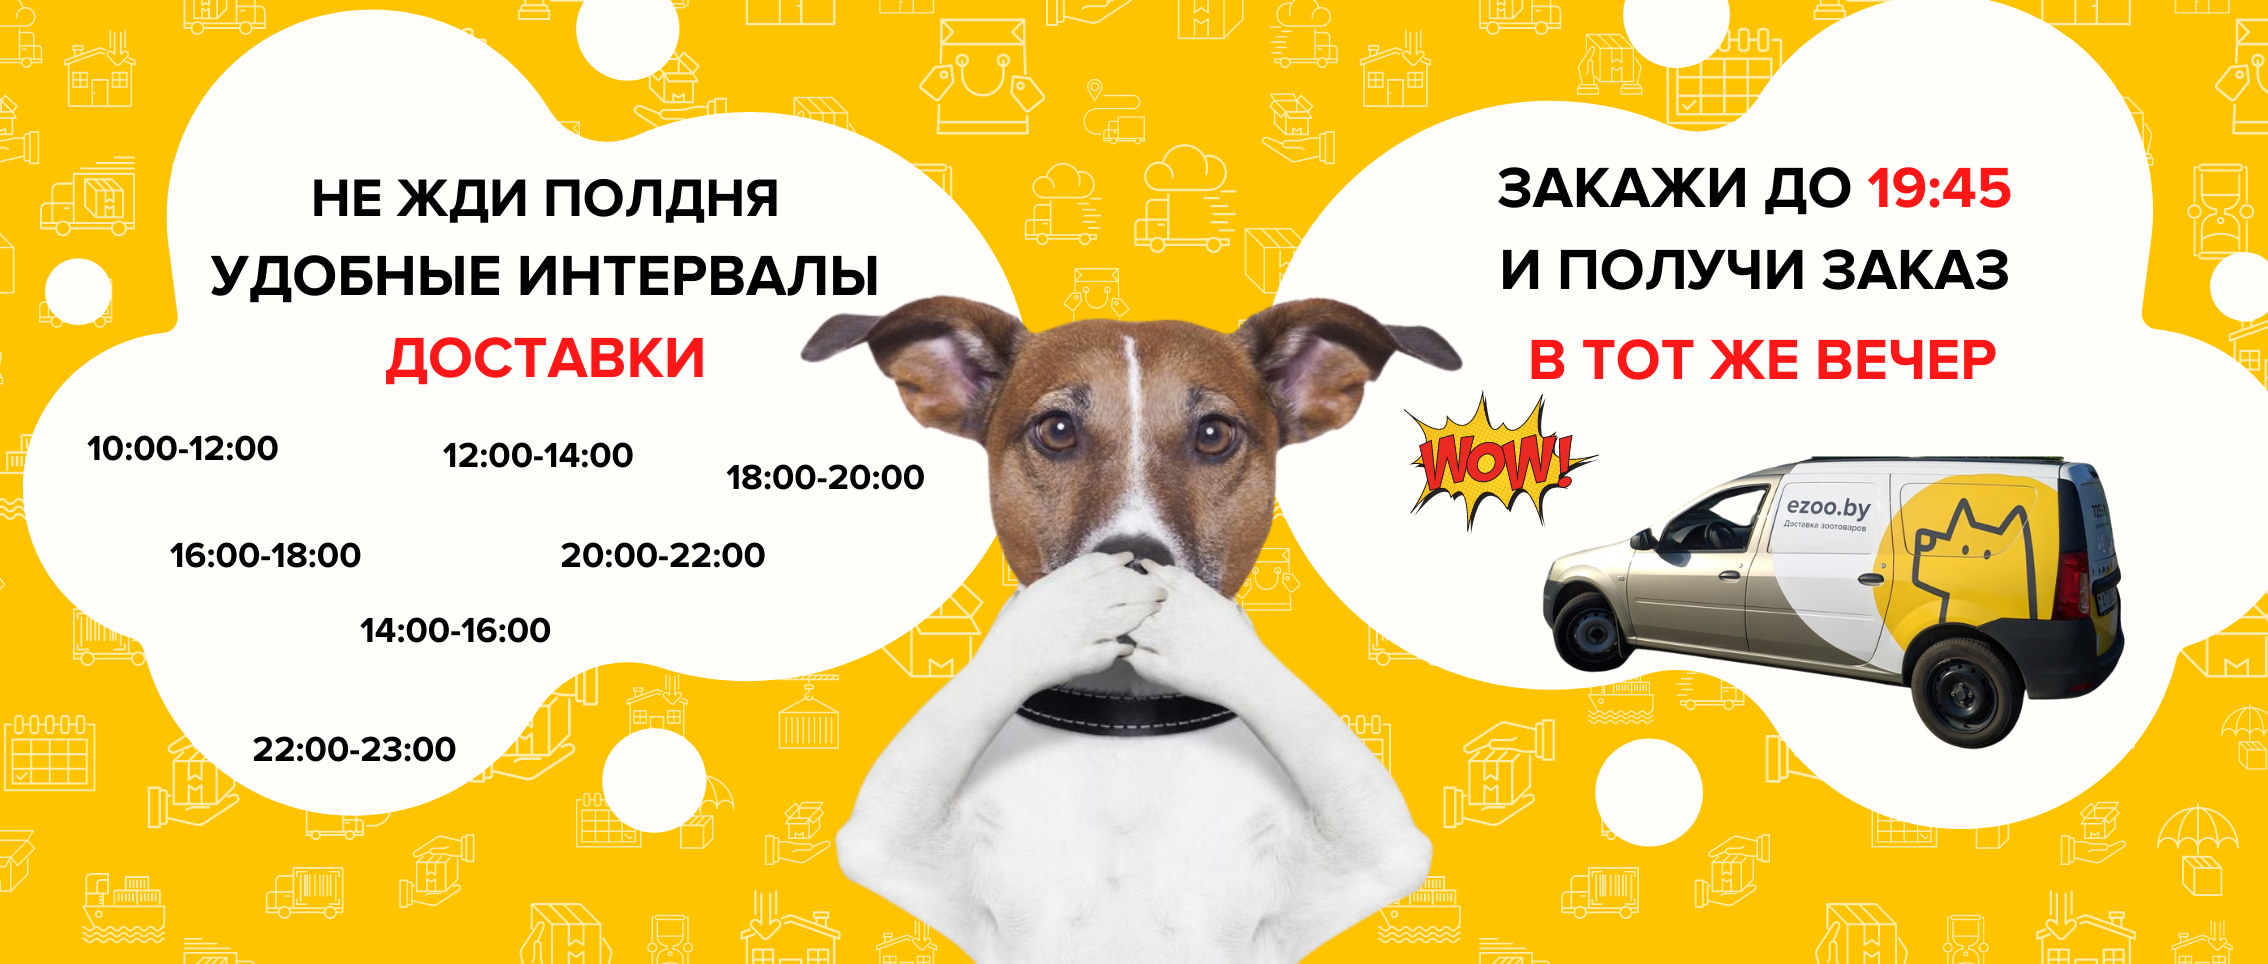 НЕ ЖДИ ПОЛДНЯ
УДОБНЫЕ ИНТЕРВАЛЫ
ДОСТАВКИ
10:00-12:00
12:00-14:00
18:00-20:00
16:00-18:00
20:00-22:00
14:00-16:00
22:00-23:00
ЗАКАЖИ ДО 19:45
И ПОЛУЧИ ЗАКАЗ
В ТОТ ЖЕ ВЕЧЕР
WOW!
ezoo.by
Доставка зоотоваров